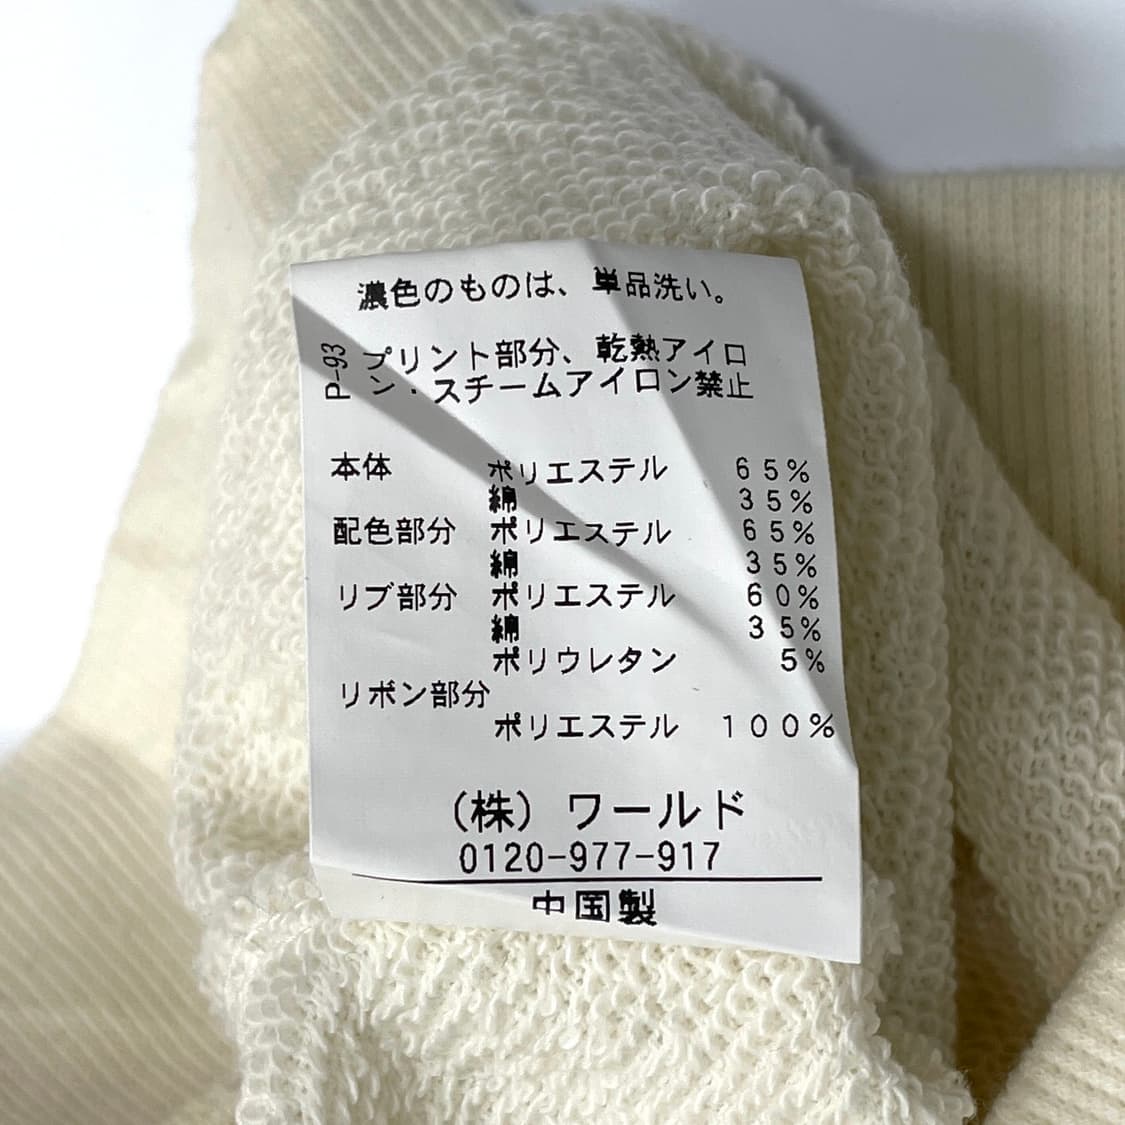 濃色のものは、単品洗い。
P-93
プリント部分、乾熱アイロ
ン・スチームアイロン禁止
本体 ポリエステル 65%
綿 35%
配色部分 ポリエステル 65%
綿 35%
リブ部分 ポリエステル 60%
綿 35%
ポリウレタン 5%
リボン部分
ポリエステル 100%
(株) ワールド
0120-977-917
中国製